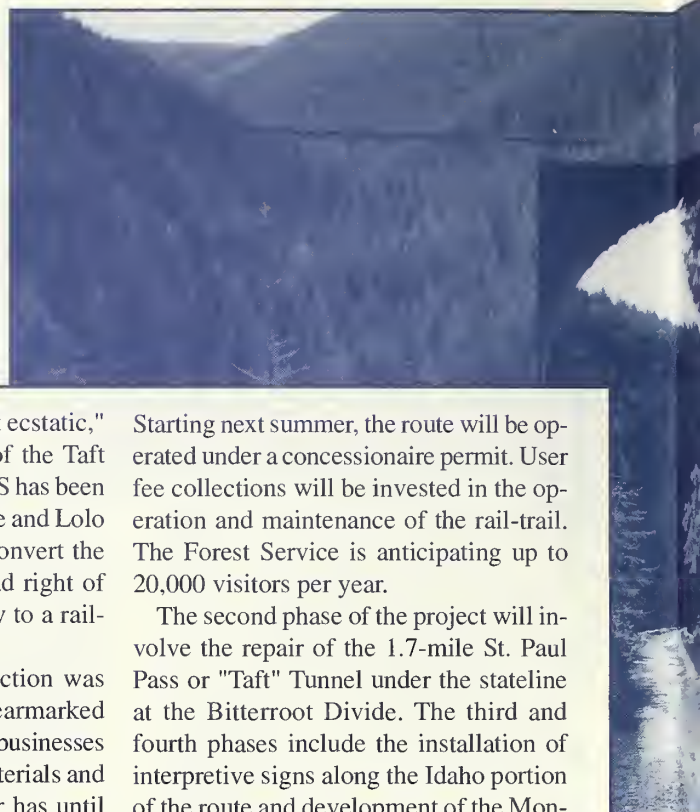 ecstatic,"
of the Taft
S has been
e and Lolo
onvert the
d right of
y to a rail-
ction was
earmarked
businesses
terials and
r has until
Starting next summer, the route will be op-
erated under a concessionaire permit. User
fee collections will be invested in the op-
eration and maintenance of the rail-trail.
The Forest Service is anticipating up to
20,000 visitors per year.
The second phase of the project will in-
volve the repair of the 1.7-mile St. Paul
Pass or "Taft" Tunnel under the stateline
at the Bitterroot Divide. The third and
fourth phases include the installation of
interpretive signs along the Idaho portion
of the route and development of the Mon-